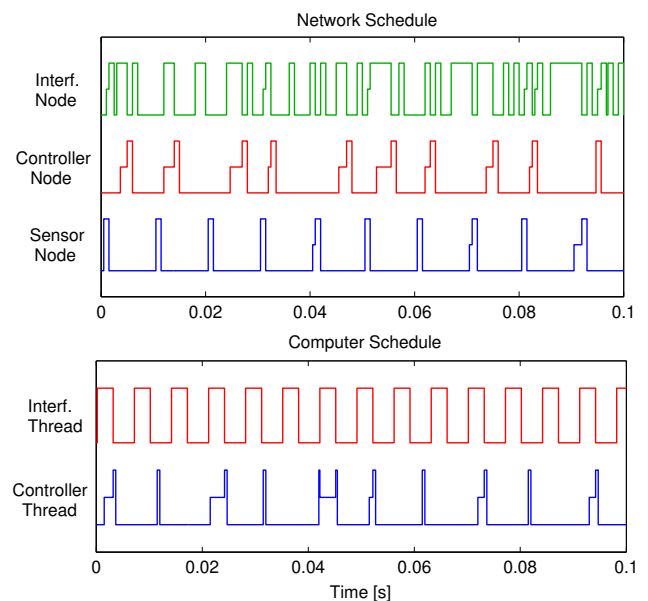 Network Schedule
Interf.
Node
Controller
Node
Sensor
Node
0 0.02 0.04 0.06 0.08 0.1
Computer Schedule
Interf.
Thread
Controller
Thread
0 0.02 0.04 0.06 0.08 0.1
Time [s]